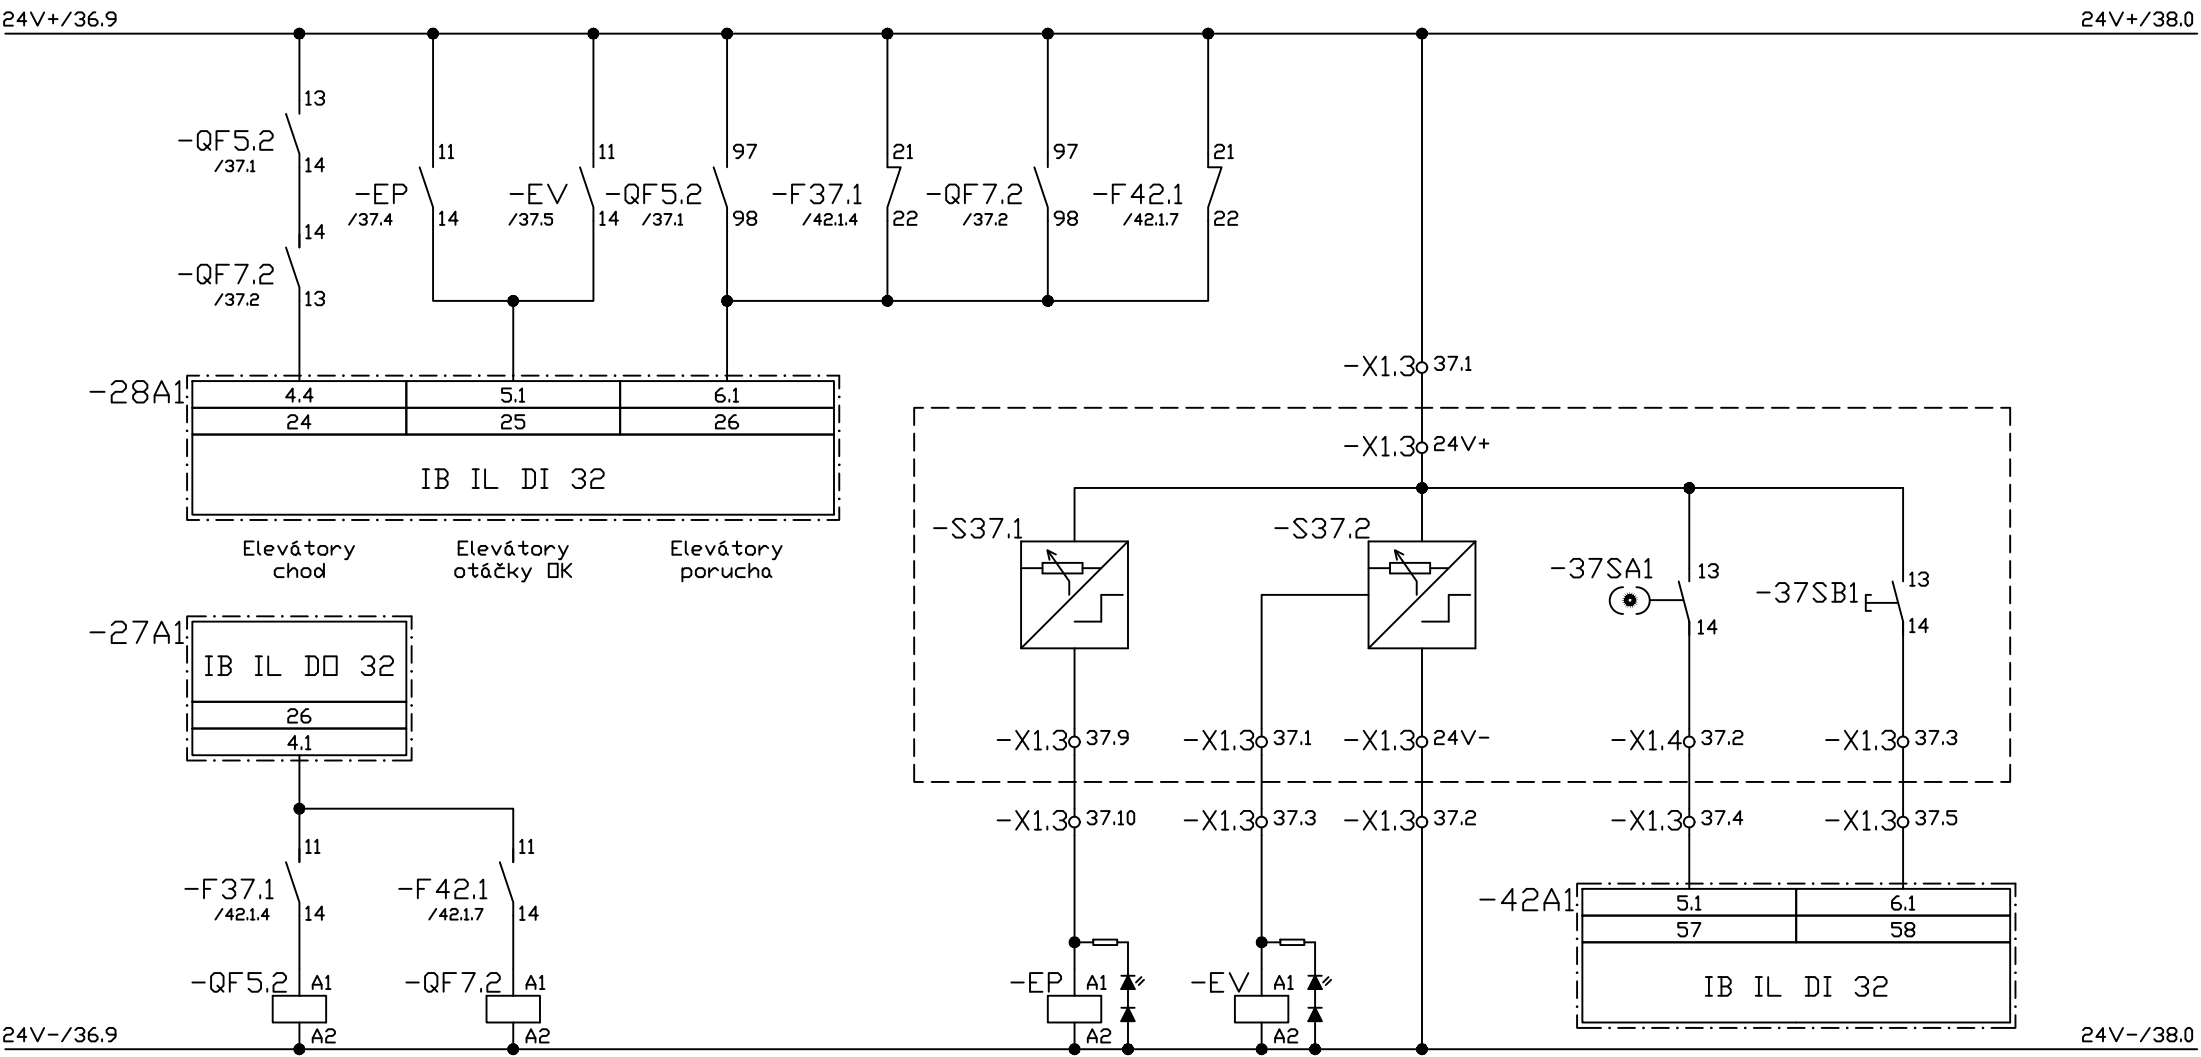 24V+/36.9
24V+/38.0
13
-QF5.2
/37.1
14
14
-QF7.2
/37.2
13
11
-EP
/37.4
14
11
-EV
/37.5
14
97
-QF5.2
/37.1
98
21
-F37.1
/42.1.4
22
97
-QF7.2
/37.2
98
21
-F42.1
/42.1.7
22
-28A1
4.4 5.1 6.1
24 25 26
IB IL DI 32
Elevátory chod
Elevátory otáčky OK
Elevátory porucha
-27A1
IB IL DO 32
26
4.1
11
-F37.1
/42.1.4
14
11
-F42.1
/42.1.7
14
-QF5.2 A1
A2
-QF7.2 A1
A2
-X1.3 37.1
-X1.3 24V+
-S37.1
-S37.2
-37SA1
13
14
-37SB1
13
14
-X1.3 37.9
-X1.3 37.1
-X1.3 24V-
-X1.4 37.2
-X1.3 37.3
-X1.3 37.10
-X1.3 37.3
-X1.3 37.2
-X1.3 37.4
-X1.3 37.5
-EP A1
A2
-EV A1
A2
-42A1
5.1 6.1
57 58
IB IL DI 32
24V-/36.9
24V-/38.0